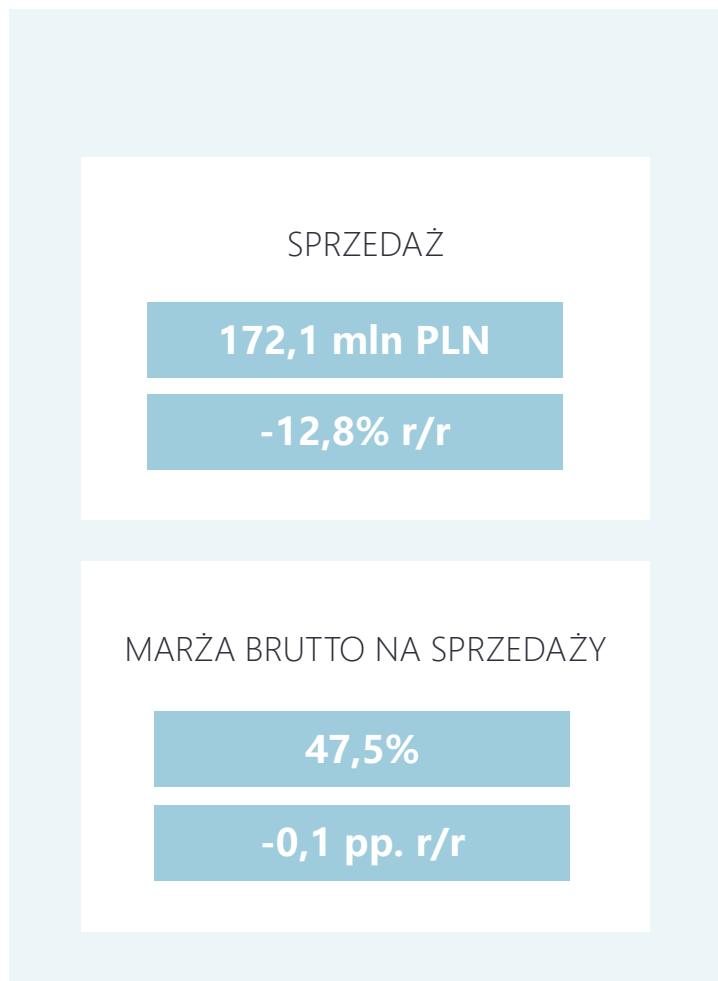 SPRZEDAŻ
172,1 mln PLN
-12,8% r/r
MARŻA BRUTTO NA SPRZEDAŻY
47,5%
-0,1 pp. r/r